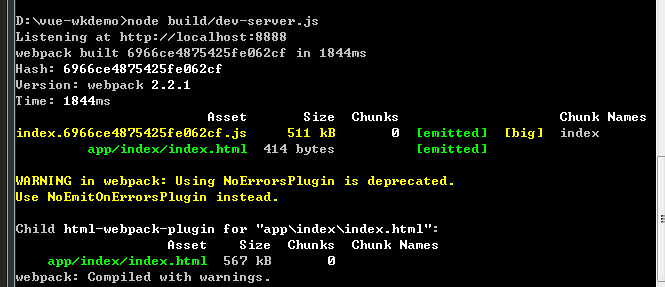 D:\vue-wkdemo>node build/dev-server.js
Listening at http://localhost:8888
webpack built 6966ce4875425fe062cf in 1844ms
Hash: 6966ce4875425fe062cf
Version: webpack 2.2.1
Time: 1844ms
Asset Size Chunks Chunk Names
index.6966ce4875425fe062cf.js 511 kB 0 [emitted] [big] index
app/index/index.html 414 bytes [emitted]
WARNING in webpack: Using NoErrorsPlugin is deprecated.
Use NoEmitOnErrorsPlugin instead.
Child html-webpack-plugin for "app\index\index.html":
Asset Size Chunks Chunk Names
app/index/index.html 567 kB 0
webpack: Compiled with warnings.